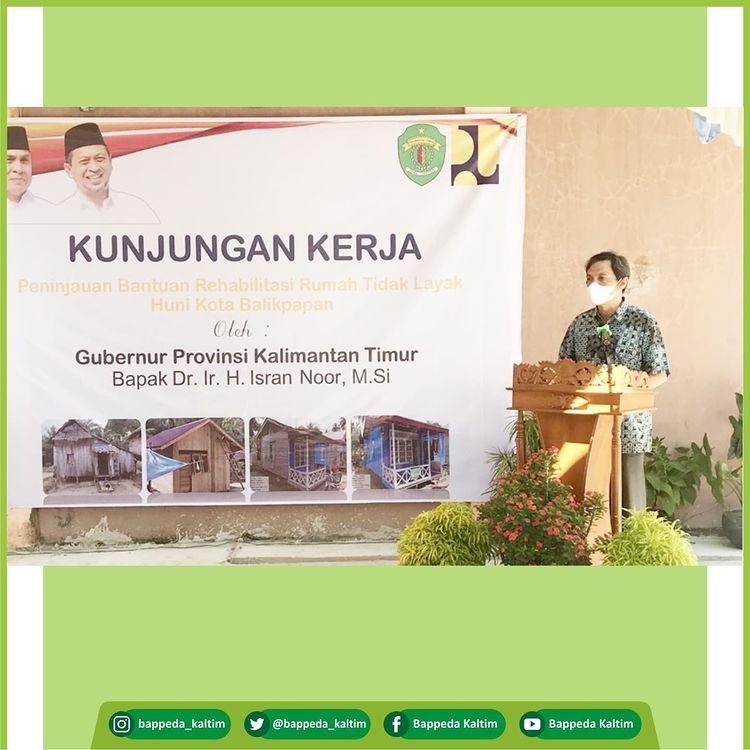 KUNJUNGAN KERJA
Peninjauan Bantuan Rehabilitasi Rumah Tidak Layak
Huni Kota Balikpapan
Oleh :
Gubernur Provinsi Kalimantan Timur
Bapak Dr. Ir. H. Isran Noor, M.Si
bappeda_kaltim
@bappeda_kaltim
Bappeda Kaltim
Bappeda Kaltim